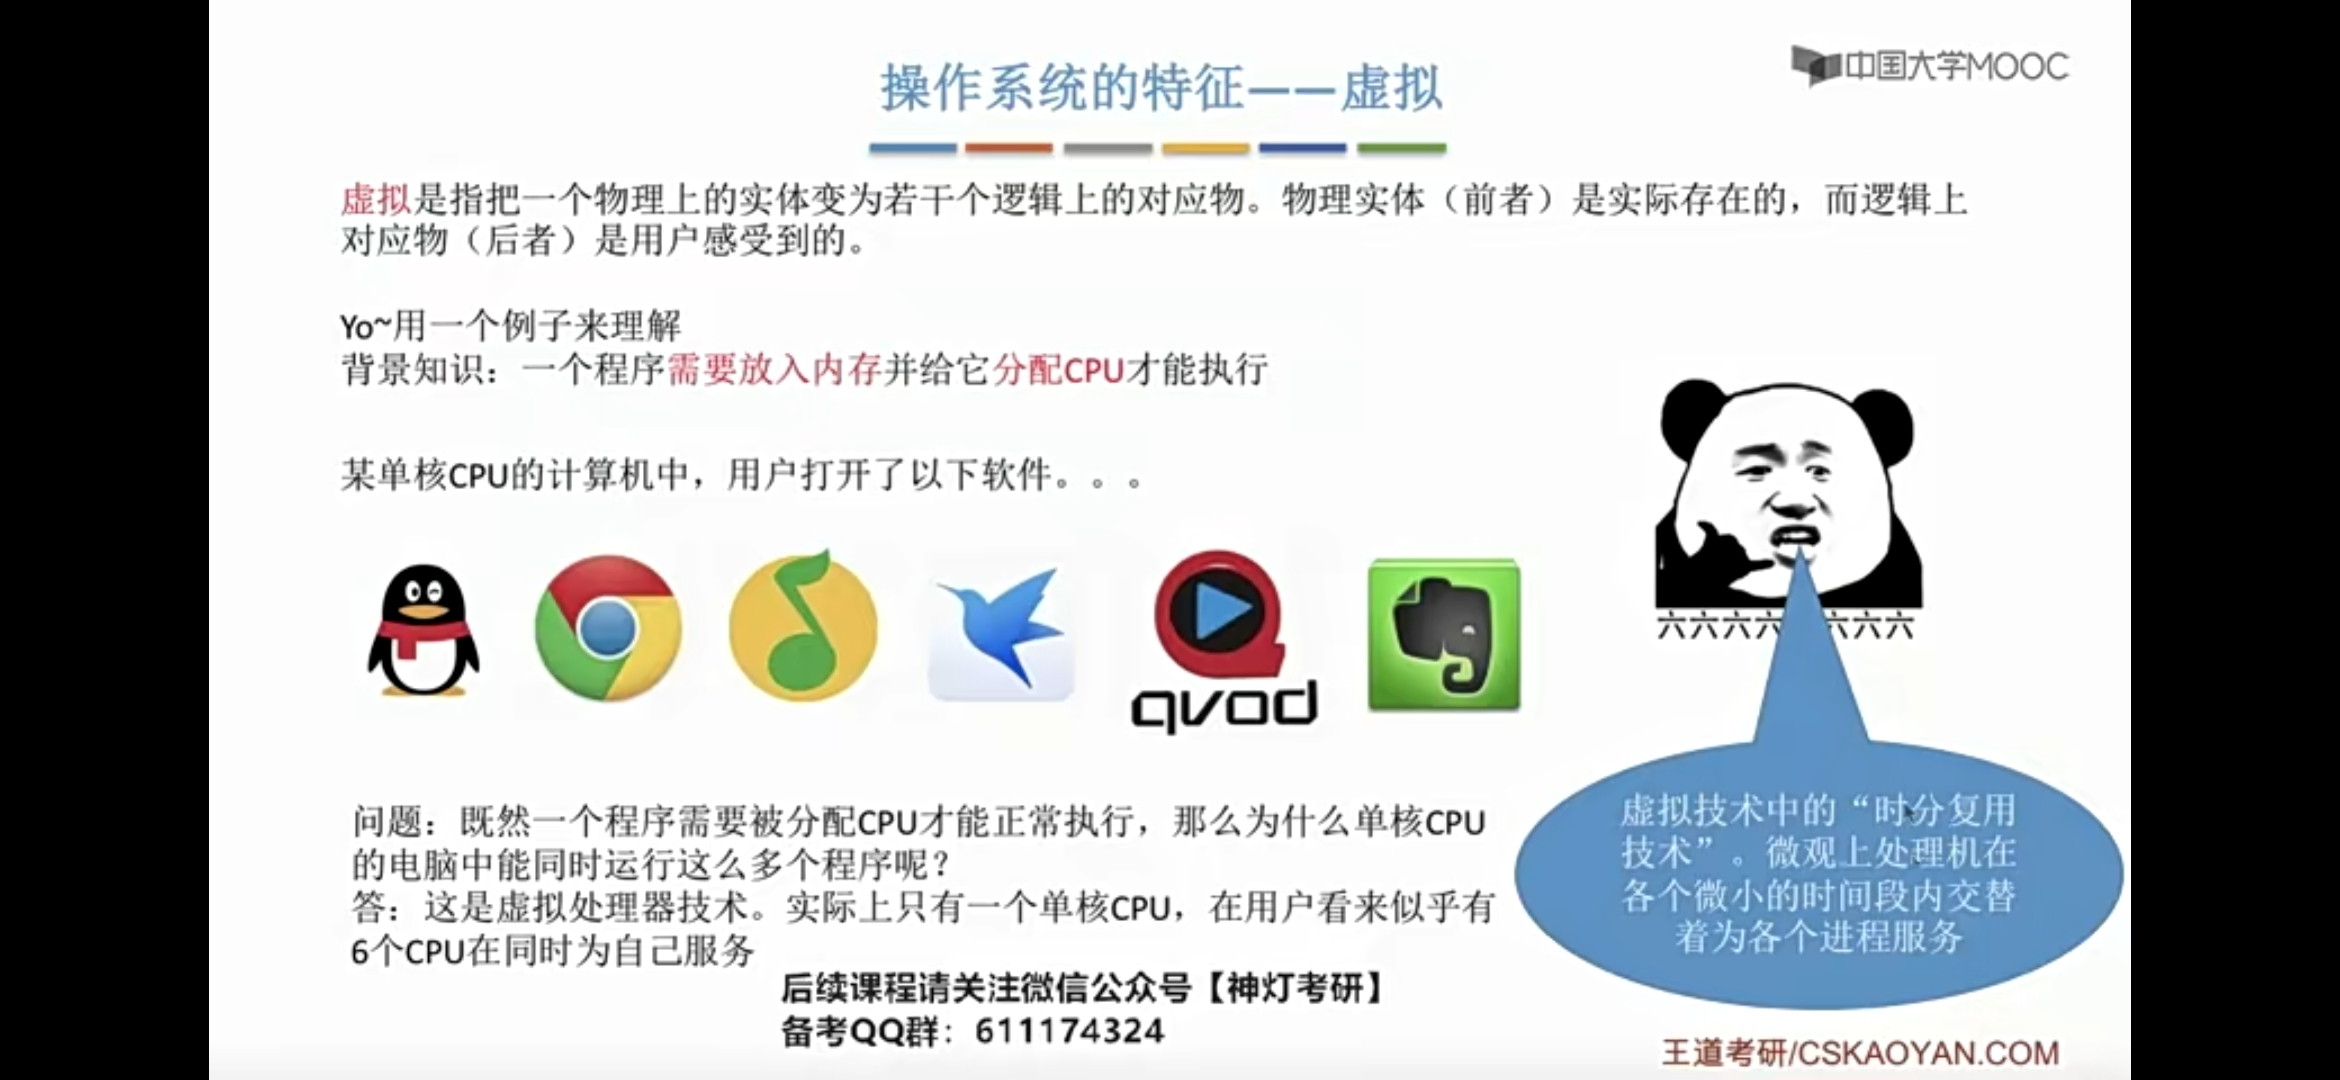 操作系统的特征——虚拟
中国大学MOOC
虚拟是指把一个物理上的实体变为若干个逻辑上的对应物。物理实体（前者）是实际存在的，而逻辑上
对应物（后者）是用户感受到的。
Yo~用一个例子来理解
背景知识：一个程序需要放入内存并给它分配CPU才能执行
某单核CPU的计算机中，用户打开了以下软件。。。
qvod
六六六六六六六
问题：既然一个程序需要被分配CPU才能正常执行，那么为什么单核CPU
的电脑中能同时运行这么多个程序呢？
答：这是虚拟处理器技术。实际上只有一个单核CPU，在用户看来似乎有
6个CPU在同时为自己服务
虚拟技术中的“时分复用
技术”。微观上处理机在
各个微小的时间段内交替
着为各个进程服务
后续课程请关注微信公众号【神灯考研】
备考QQ群：611174324
王道考研/CSKAOYAN.COM